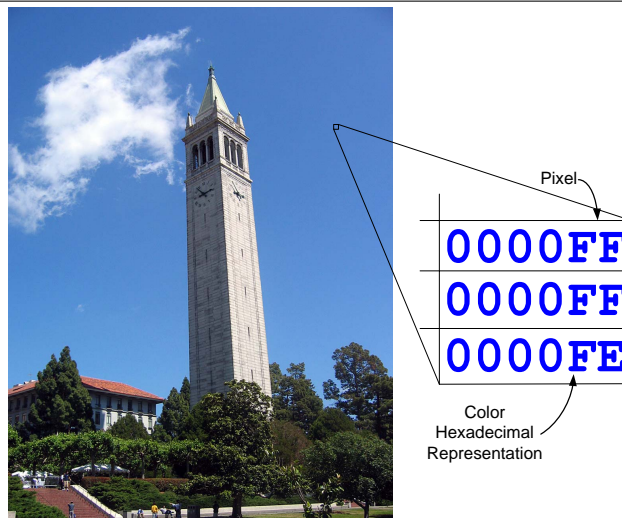 Pixel
0000FF
0000FF
0000FE
Color
Hexadecimal
Representation